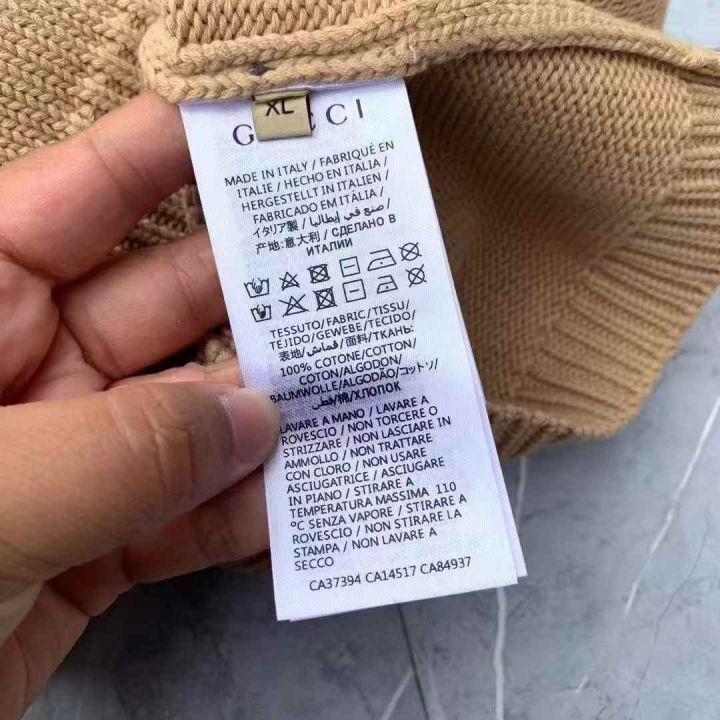 XL
G CCI
MADE IN ITALY / FABRIQUÉ EN
ITALIE / HECHO EN ITALIA /
HERGESTELLT IN ITALIEN /
FABRICADO EM ITÁLIA /
イタリア製 / صنع في إيطاليا /
产地:意大利 / СДЕЛАНО В
ИТАЛИИ
TESSUTO/FABRIC/TISSU/
TEJIDO/GEWEBE/TECIDO/
表地/قماش/面料/ТКАНЬ:
100% COTONE/COTTON/
COTON/ALGODON/
BAUMWOLLE/ALGODÃO/コットン/
قطن/棉/ХЛОПОК
LAVARE A MANO / LAVARE A
ROVESCIO / NON TORCERE O
STRIZZARE / NON LASCIARE IN
AMMOLLO / NON TRATTARE
CON CLORO / NON USARE
ASCIUGATRICE / ASCIUGARE
IN PIANO / STIRARE A
TEMPERATURA MASSIMA 110
°C SENZA VAPORE / STIRARE A
ROVESCIO / NON STIRARE LA
STAMPA / NON LAVARE A
SECCO
CA37394 CA14517 CA84937